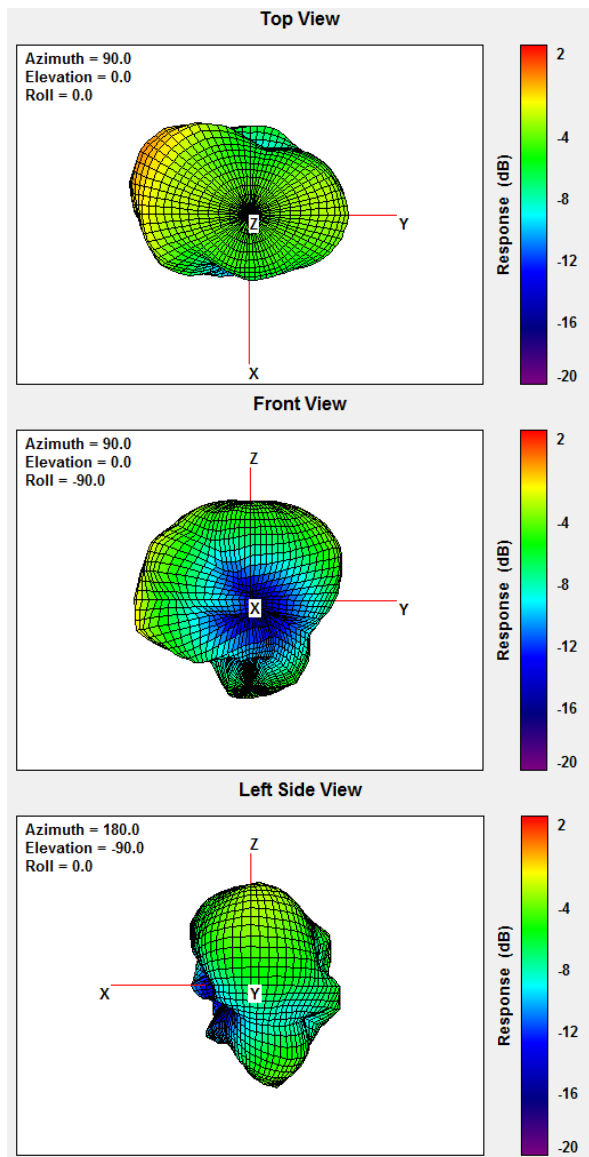 Top View
Azimuth = 90.0
Elevation = 0.0
Roll = 0.0
Z
Y
X
2
-4
-8
-12
-16
-20
Response (dB)
Front View
Azimuth = 90.0
Elevation = 0.0
Roll = -90.0
Z
X
Y
2
-4
-8
-12
-16
-20
Response (dB)
Left Side View
Azimuth = 180.0
Elevation = -90.0
Roll = 0.0
Z
X
Y
2
-4
-8
-12
-16
-20
Response (dB)